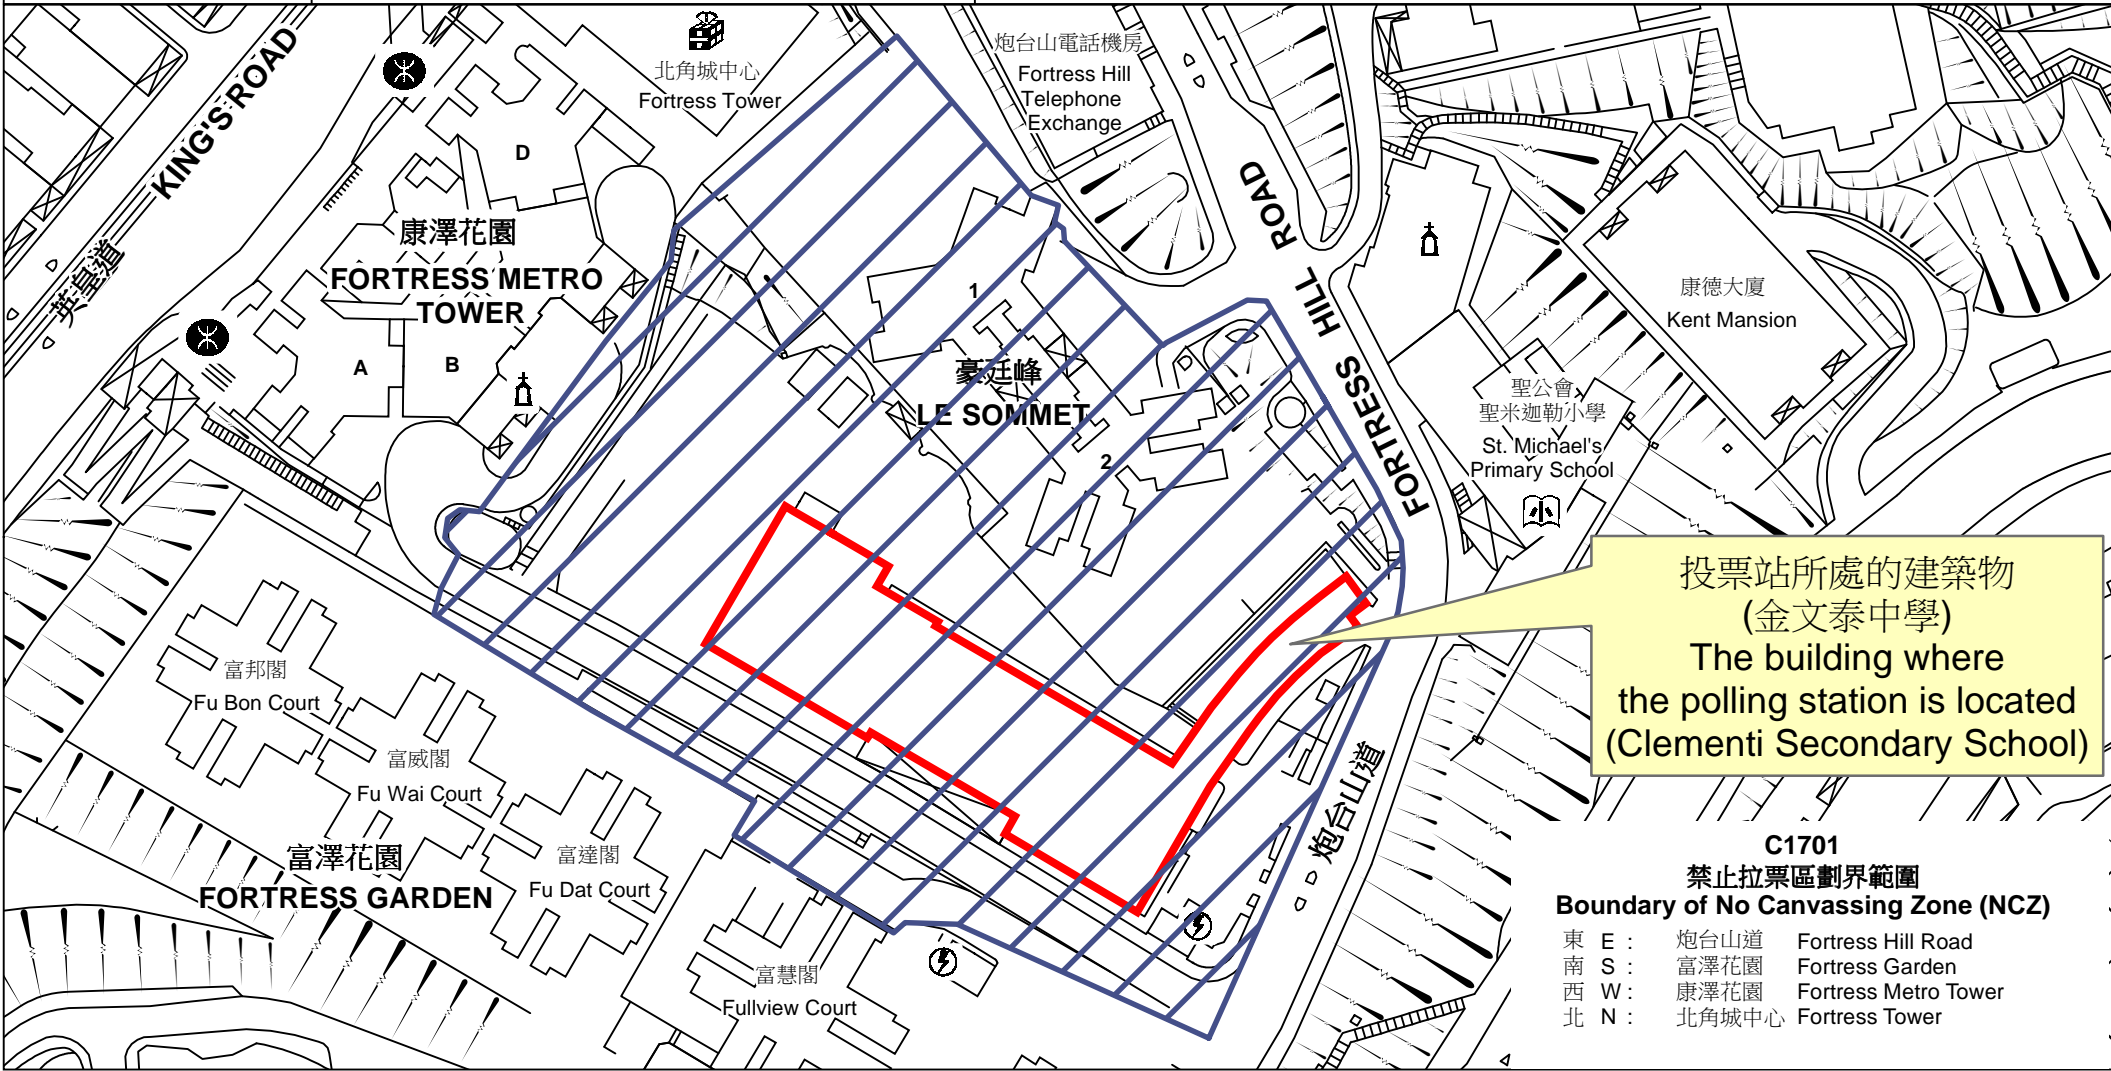 北角城中心
Fortress Tower
炮台山電話機房
Fortress Hill
Telephone
Exchange
KING'S ROAD
英皇道
D
康澤花園
FORTRESS METRO
TOWER
A
B
1
豪廷峰
LE SOMMET
2
FORTRESS HILL ROAD
炮台山道
康德大廈
Kent Mansion
聖公會
聖米迦勒小學
St. Michael's
Primary School
投票站所處的建築物
(金文泰中學)
The building where
the polling station is located
(Clementi Secondary School)
富邦閣
Fu Bon Court
富威閣
Fu Wai Court
富達閣
Fu Dat Court
富澤花園
FORTRESS GARDEN
富慧閣
Fullview Court
C1701
禁止拉票區劃界範圍
Boundary of No Canvassing Zone (NCZ)
東 E : 炮台山道 Fortress Hill Road
南 S : 富澤花園 Fortress Garden
西 W : 康澤花園 Fortress Metro Tower
北 N : 北角城中心 Fortress Tower